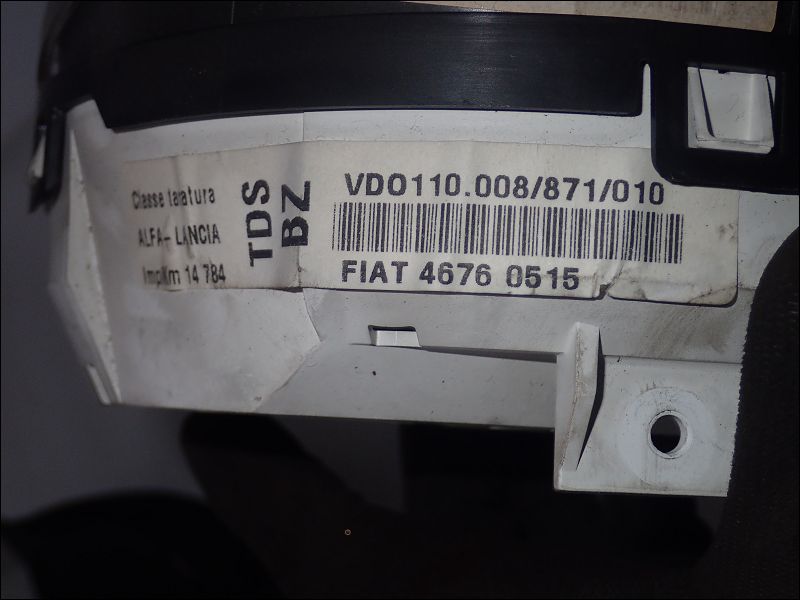 Classe taratura
ALFA-LANCIA
Imp/Km 14 784
TDS
BZ
VDO110.008/871/010
FIAT 4676 0515